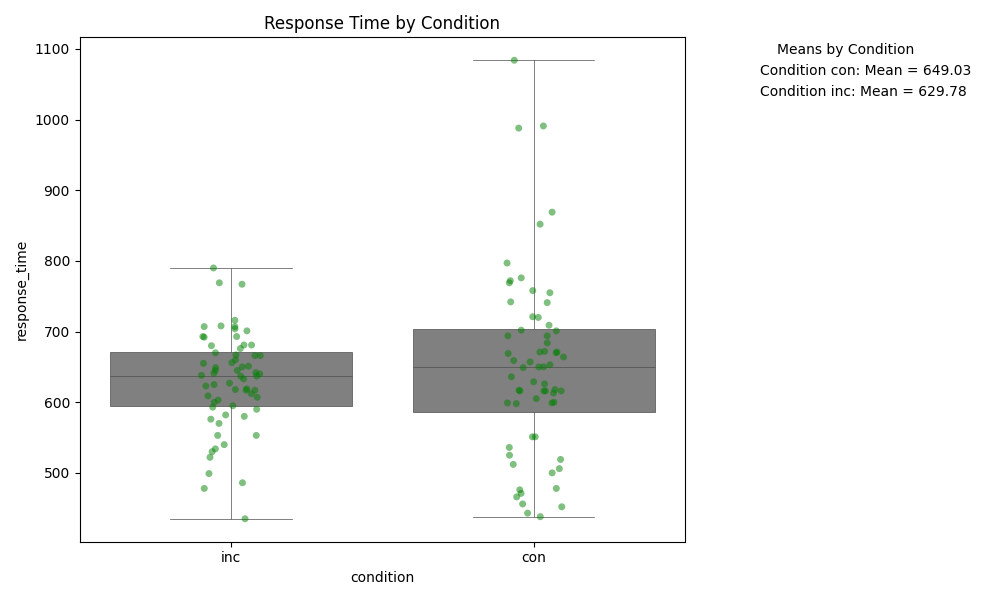 Response Time by Condition
Means by Condition
Condition con: Mean = 649.03
Condition inc: Mean = 629.78
1100
1000
900
800
700
600
500
response_time
inc
con
condition